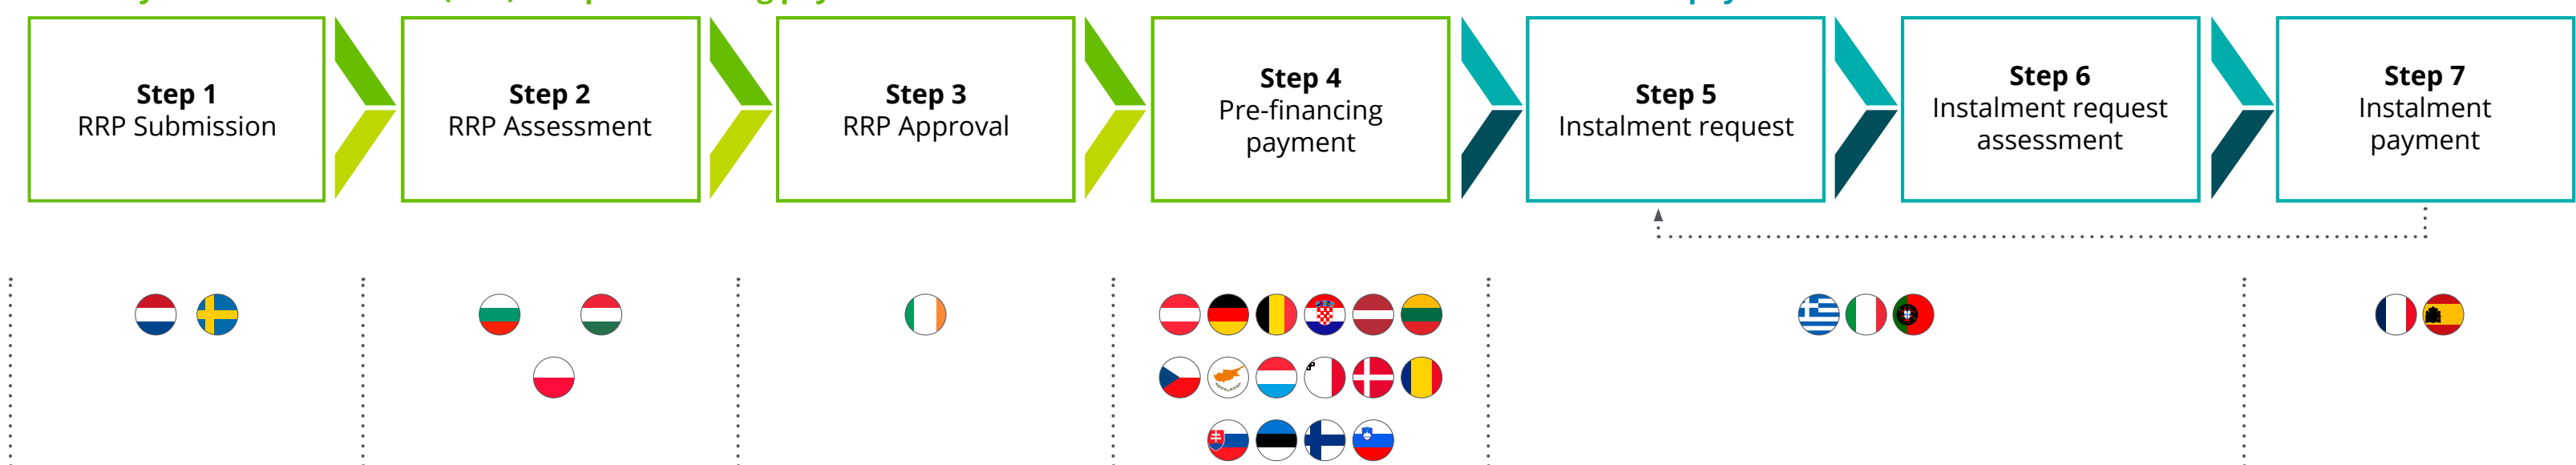 Step 1
RRP Submission
Step 2
RRP Assessment
Step 3
RRP Approval
Step 4
Pre-financing
payment
Step 5
Instalment request
Step 6
Instalment request
assessment
Step 7
Instalment
payment